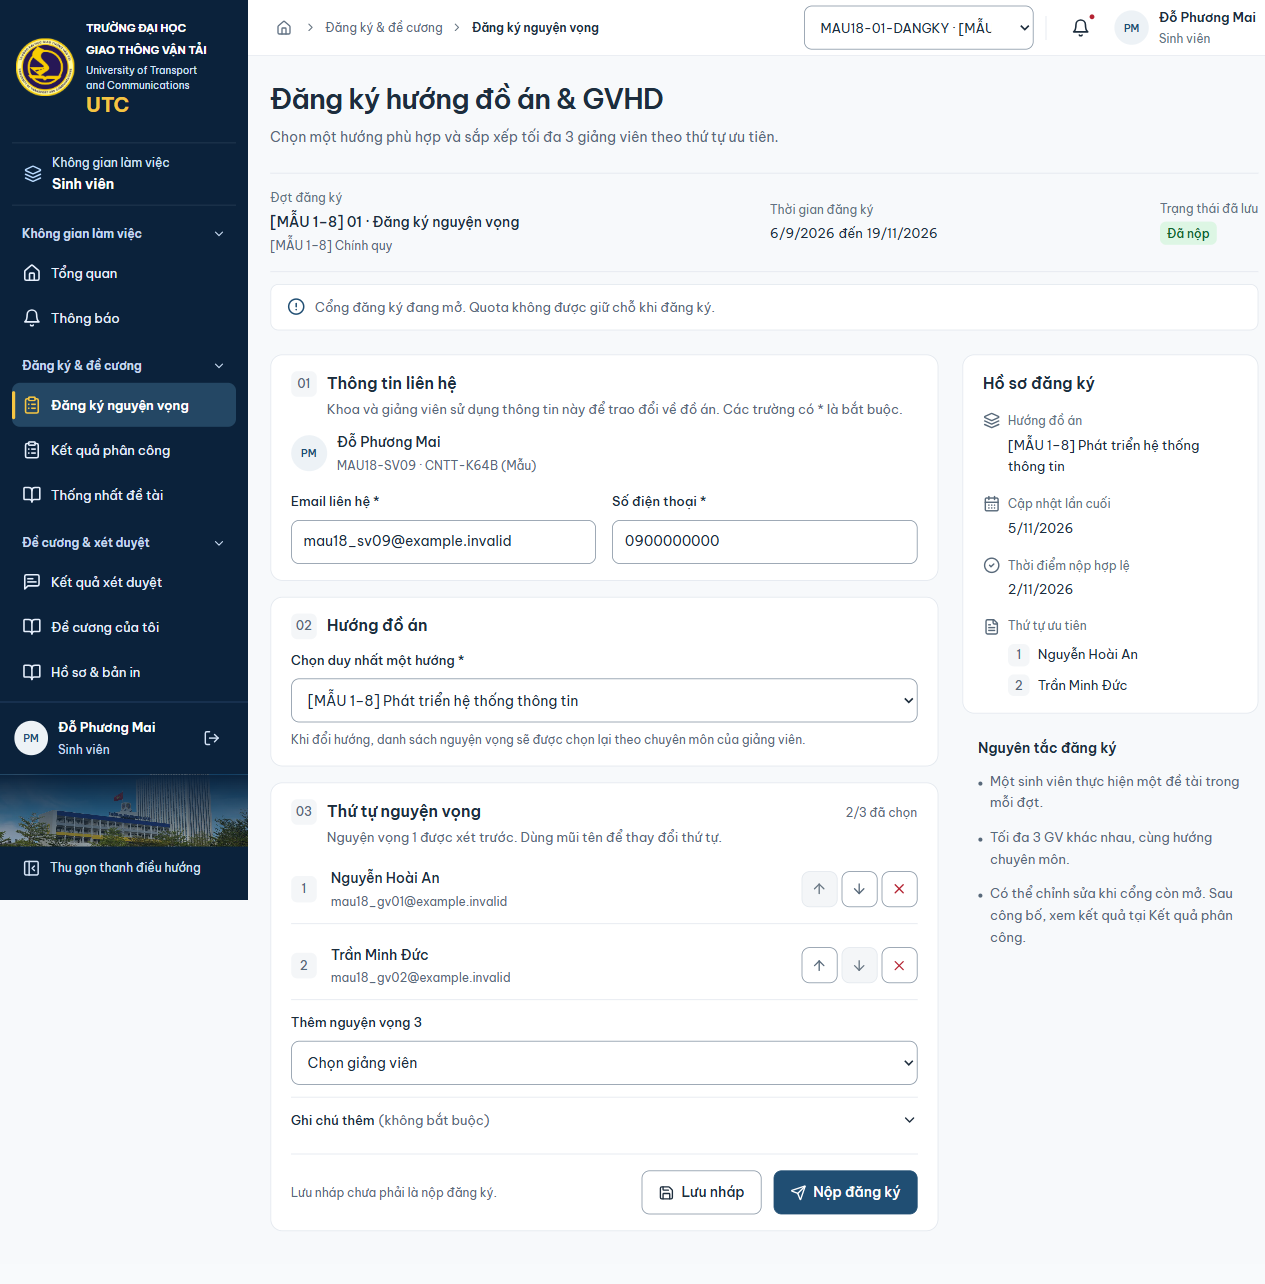 TRƯỜNG ĐẠI HỌC
GIAO THÔNG VẬN TẢI
University of Transport
and Communications
UTC
Không gian làm việc
Sinh viên
Không gian làm việc
Tổng quan
Thông báo
Đăng ký & đề cương
Đăng ký nguyện vọng
Kết quả phân công
Thống nhất đề tài
Đề cương & xét duyệt
Kết quả xét duyệt
Đề cương của tôi
Hồ sơ & bản in
PM
Đỗ Phương Mai
Sinh viên
Thu gọn thanh điều hướng
Đăng ký & đề cương
Đăng ký nguyện vọng
MAU18-01-DANGKY · [MẪU
PM
Đỗ Phương Mai
Sinh viên
Đăng ký hướng đồ án & GVHD
Chọn một hướng phù hợp và sắp xếp tối đa 3 giảng viên theo thứ tự ưu tiên.
Đợt đăng ký
[MẪU 1–8] 01 · Đăng ký nguyện vọng
[MẪU 1–8] Chính quy
Thời gian đăng ký
6/9/2026 đến 19/11/2026
Trạng thái đã lưu
Đã nộp
Cổng đăng ký đang mở. Quota không được giữ chỗ khi đăng ký.
01
Thông tin liên hệ
Khoa và giảng viên sử dụng thông tin này để trao đổi về đồ án. Các trường có * là bắt buộc.
PM
Đỗ Phương Mai
MAU18-SV09 · CNTT-K64B (Mẫu)
Email liên hệ *
Số điện thoại *
mau18_sv09@example.invalid
0900000000
02
Hướng đồ án
Chọn duy nhất một hướng *
[MẪU 1–8] Phát triển hệ thống thông tin
Khi đổi hướng, danh sách nguyện vọng sẽ được chọn lại theo chuyên môn của giảng viên.
03
Thứ tự nguyện vọng
2/3 đã chọn
Nguyện vọng 1 được xét trước. Dùng mũi tên để thay đổi thứ tự.
1
Nguyễn Hoài An
mau18_gv01@example.invalid
2
Trần Minh Đức
mau18_gv02@example.invalid
Thêm nguyện vọng 3
Chọn giảng viên
Ghi chú thêm (không bắt buộc)
Lưu nháp chưa phải là nộp đăng ký.
Lưu nháp
Nộp đăng ký
Hồ sơ đăng ký
Hướng đồ án
[MẪU 1–8] Phát triển hệ thống
thông tin
Cập nhật lần cuối
5/11/2026
Thời điểm nộp hợp lệ
2/11/2026
Thứ tự ưu tiên
1 Nguyễn Hoài An
2 Trần Minh Đức
Nguyên tắc đăng ký
• Một sinh viên thực hiện một đề tài trong
mỗi đợt.
• Tối đa 3 GV khác nhau, cùng hướng
chuyên môn.
• Có thể chỉnh sửa khi cổng còn mở. Sau
công bố, xem kết quả tại Kết quả phân
công.